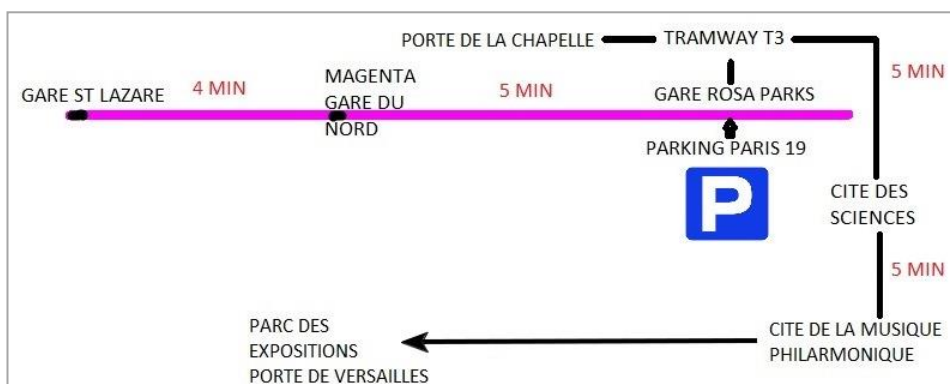 PORTE DE LA CHAPELLE
TRAMWAY T3
5 MIN
GARE ST LAZARE
4 MIN
MAGENTA
GARE DU
NORD
5 MIN
GARE ROSA PARKS
PARKING PARIS 19
P
CITE DES
SCIENCES
5 MIN
CITE DE LA MUSIQUE
PHILARMONIQUE
PARC DES
EXPOSITIONS
PORTE DE VERSAILLES